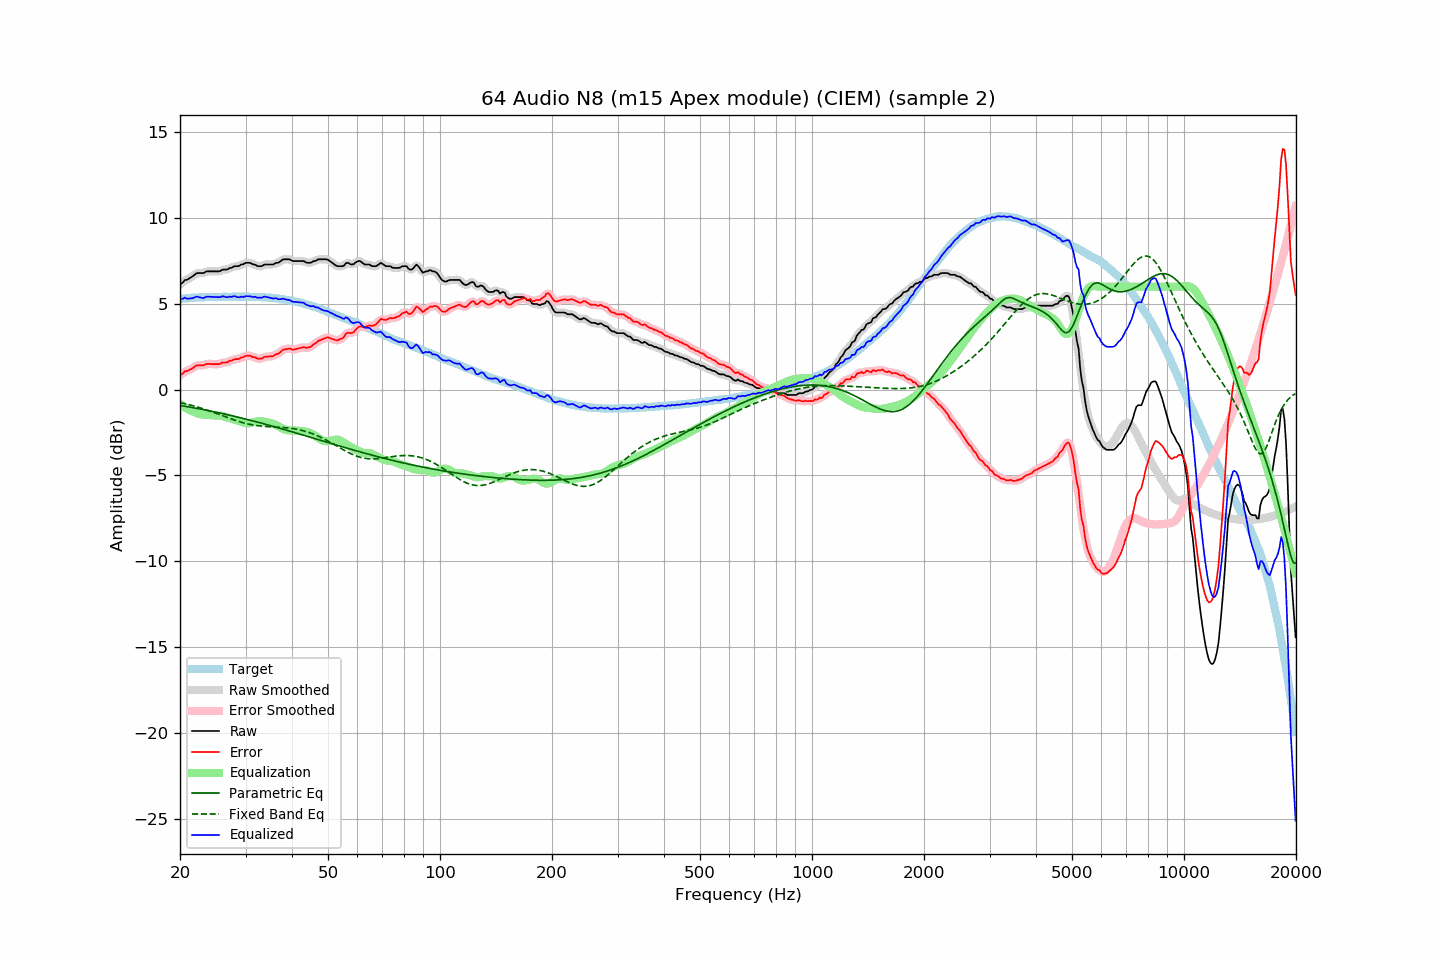 64 Audio N8 (m15 Apex module) (CIEM) (sample 2)
15
10
5
0
−5
−10
−15
−20
−25
Amplitude (dBr)
Target
Raw Smoothed
Error Smoothed
Raw
Error
Equalization
Parametric Eq
Fixed Band Eq
Equalized
20 50 100 200 500 1000 2000 5000 10000 20000
Frequency (Hz)